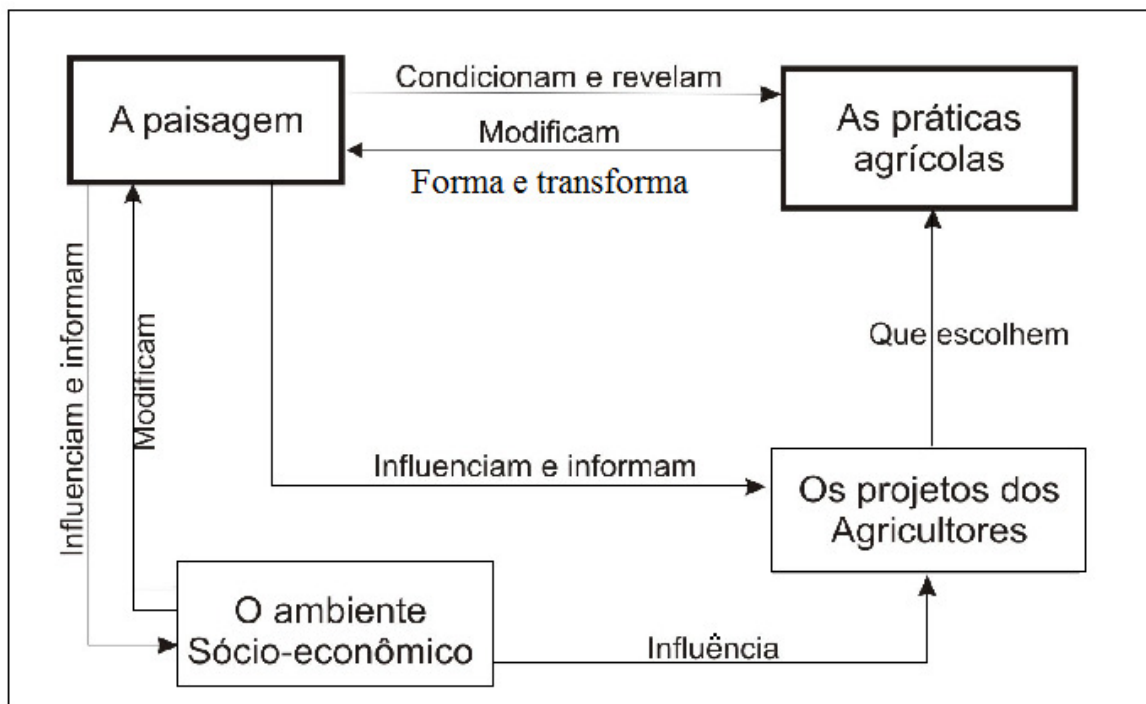 A paisagem
Condicionam e revelam
As práticas
agrícolas
Modificam
Forma e transforma
Influenciam e informam
Modificam
Que escolhem
Influenciam e informam
Os projetos dos
Agricultores
O ambiente
Sócio-econômico
Influência